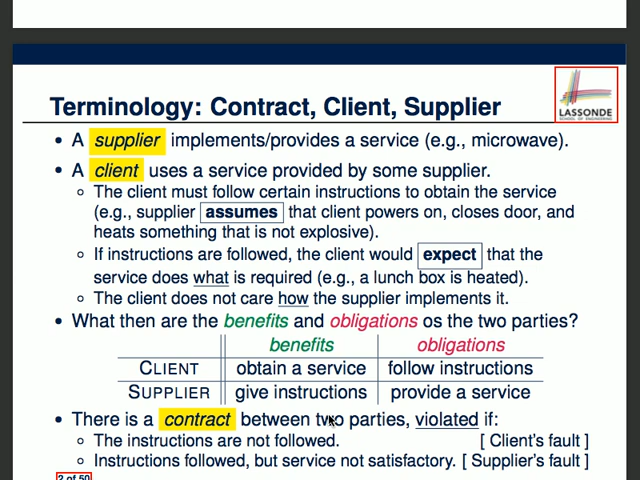 Terminology: Contract, Client, Supplier
LASSONDE
SCHOOL OF ENGINEERING
• A supplier implements/provides a service (e.g., microwave).
• A client uses a service provided by some supplier.
◦ The client must follow certain instructions to obtain the service
(e.g., supplier assumes that client powers on, closes door, and
heats something that is not explosive).
◦ If instructions are followed, the client would expect that the
service does what is required (e.g., a lunch box is heated).
◦ The client does not care how the supplier implements it.
• What then are the benefits and obligations os the two parties?
benefits obligations
CLIENT obtain a service follow instructions
SUPPLIER give instructions provide a service
• There is a contract between two parties, violated if:
◦ The instructions are not followed. [ Client's fault ]
◦ Instructions followed, but service not satisfactory. [ Supplier's fault ]
2 of 50